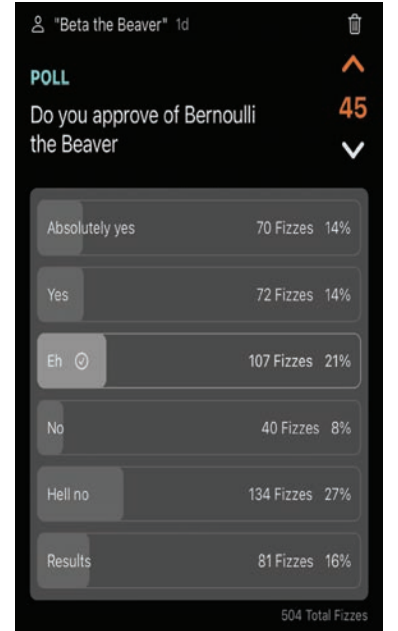 "Beta the Beaver" 1d
POLL
45
Do you approve of Bernoulli
the Beaver
Absolutely yes 70 Fizzes 14%
Yes 72 Fizzes 14%
Eh 107 Fizzes 21%
No 40 Fizzes 8%
Hell no 134 Fizzes 27%
Results 81 Fizzes 16%
504 Total Fizzes